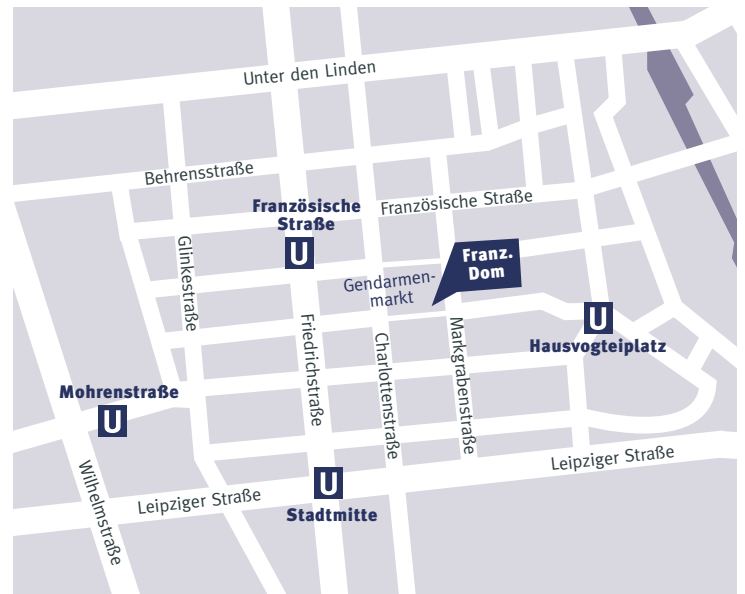 Unter den Linden
Behrensstraße
Französische Straße
Französische
Straße
U
Franz.
Dom
Glinkestraße
Gendarmen-
markt
U
Hausvogteiplatz
Friedrichstraße
Charlottenstraße
Markgrabenstraße
Mohrenstraße
U
Wilhelmstraße
Leipziger Straße
Leipziger Straße
U
Stadtmitte